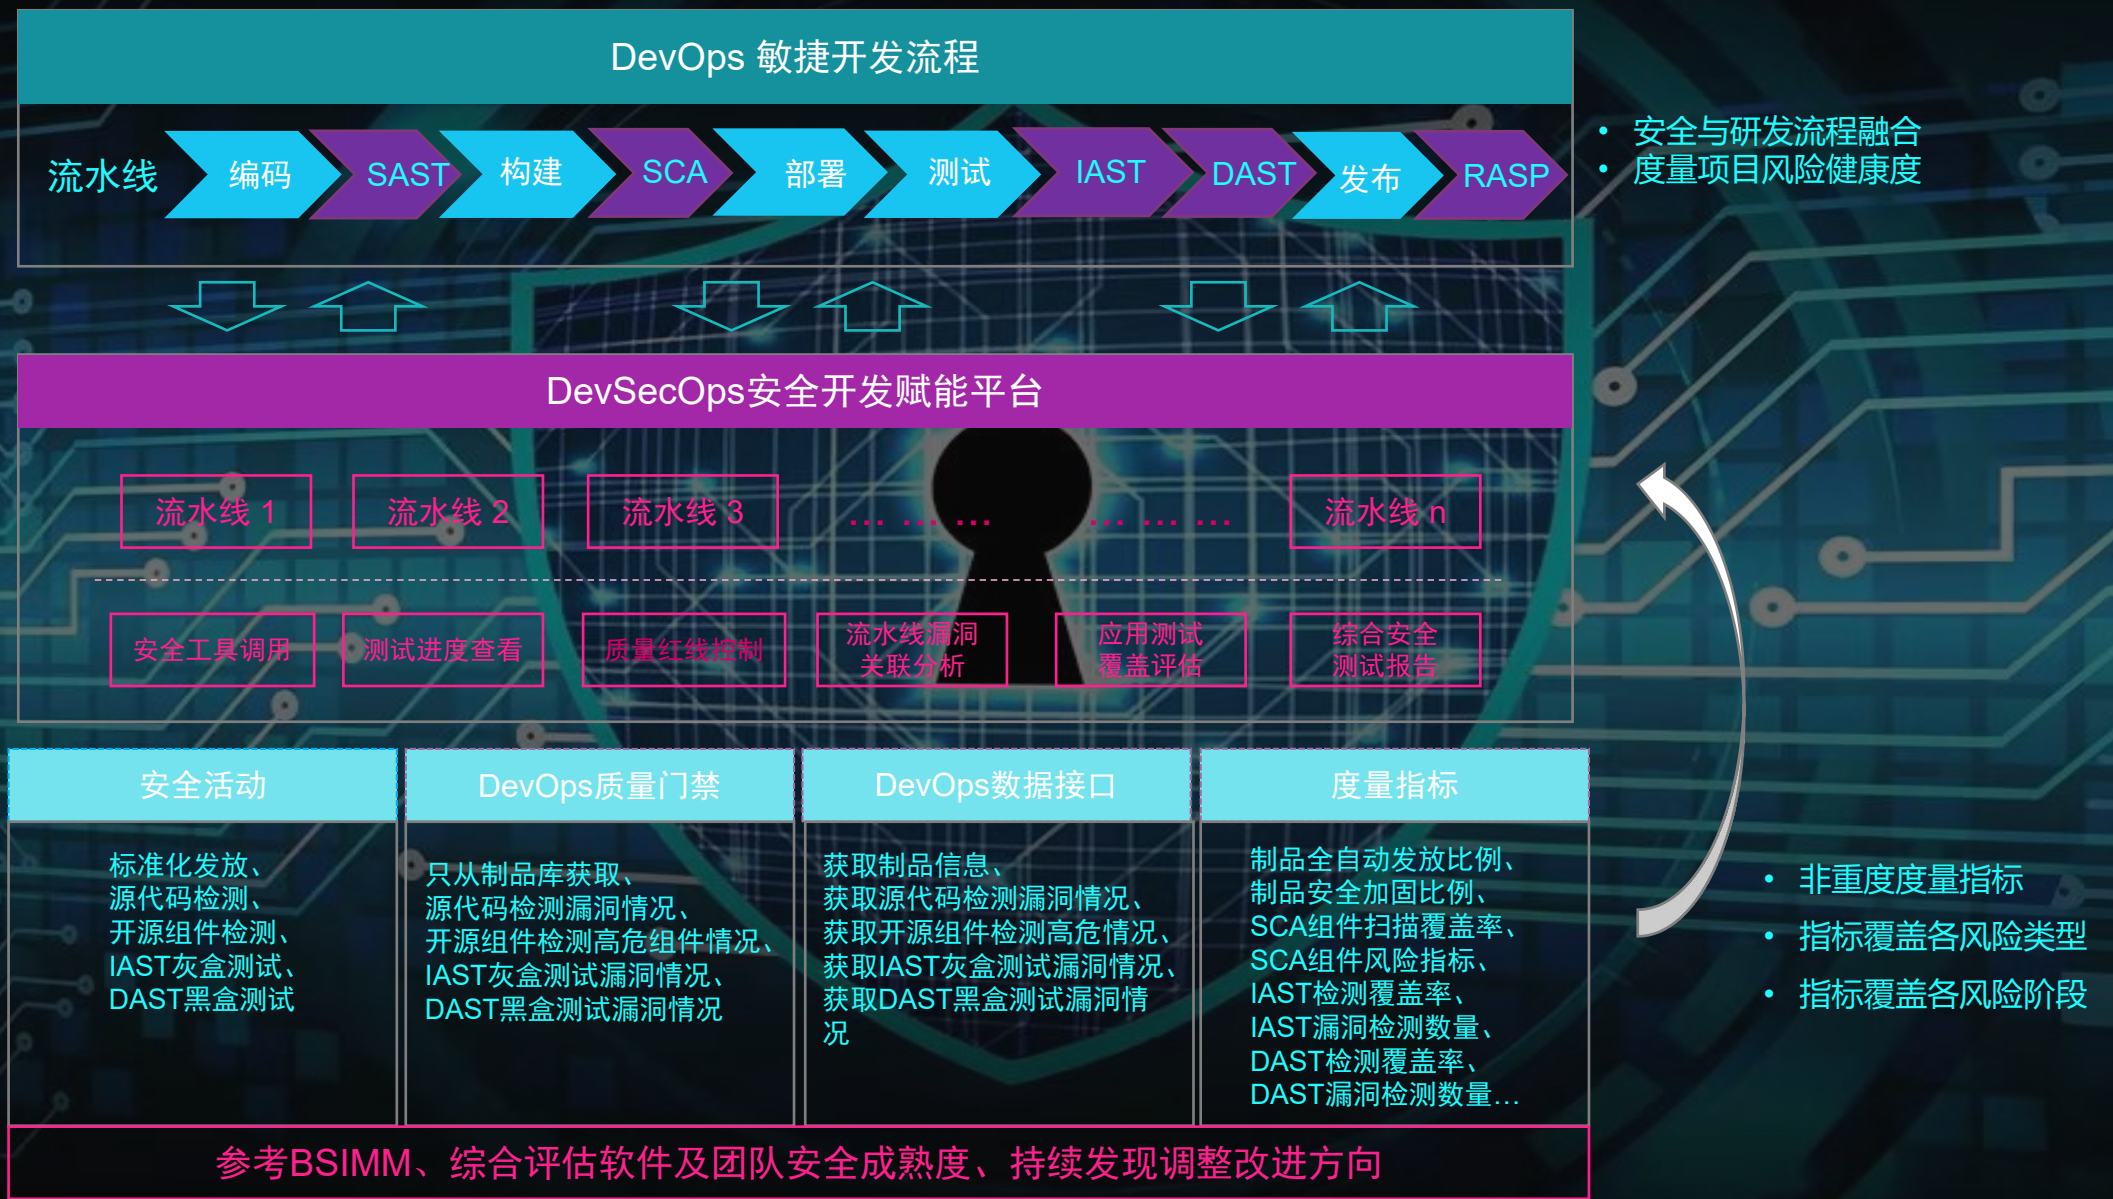 DevOps 敏捷开发流程
流水线
编码
SAST
构建
SCA
部署
测试
IAST
DAST
发布
RASP
• 安全与研发流程融合
• 度量项目风险健康度
DevSecOps安全开发赋能平台
流水线 1
流水线 2
流水线 3
... ... ...
... ... ...
流水线 n
安全工具调用
测试进度查看
质量红线控制
流水线漏洞
关联分析
应用测试
覆盖评估
综合安全
测试报告
安全活动
标准化发放、
源代码检测、
开源组件检测、
IAST灰盒测试、
DAST黑盒测试
DevOps质量门禁
只从制品库获取、
源代码检测漏洞情况、
开源组件检测高危组件情况、
IAST灰盒测试漏洞情况、
DAST黑盒测试漏洞情况
DevOps数据接口
获取制品信息、
获取源代码检测漏洞情况、
获取开源组件检测高危情况、
获取IAST灰盒测试漏洞情况、
获取DAST黑盒测试漏洞情
况
度量指标
制品全自动发放比例、
制品安全加固比例、
SCA组件扫描覆盖率、
SCA组件风险指标、
IAST检测覆盖率、
IAST漏洞检测数量、
DAST检测覆盖率、
DAST漏洞检测数量...
• 非重度度量指标
• 指标覆盖各风险类型
• 指标覆盖各风险阶段
参考BSIMM、综合评估软件及团队安全成熟度、持续发现调整改进方向